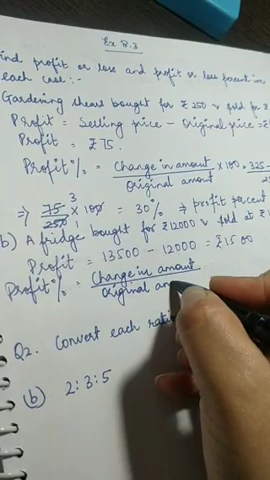 Ex 8.3
ind profit or loss and profit or loss percent in
each case:-
Gardening shears bought for ₹250 & sold for ₹
Profit = Selling price - Original price = ₹
Profit = ₹75.
Profit% = Change in amount / Original amount × 100 = 325-
⇒ 75/250 × 100 = 30% ⇒ profit percent
b) A fridge bought for ₹12000 & sold at ₹1
Profit = 13500 - 12000 = ₹1500
Profit% = Change in amount / Original am
Q2. Convert each rati
(b) 2:3:5